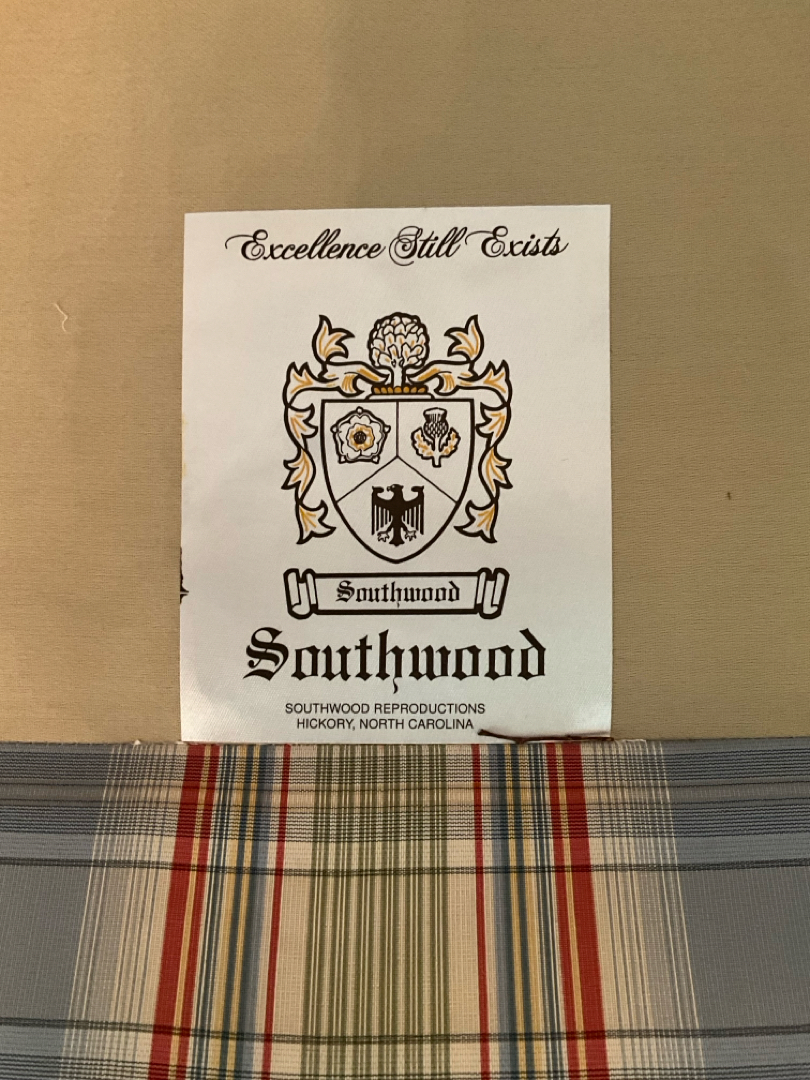 Excellence Still Exists
Southwood
Southwood
SOUTHWOOD REPRODUCTIONS
HICKORY, NORTH CAROLINA